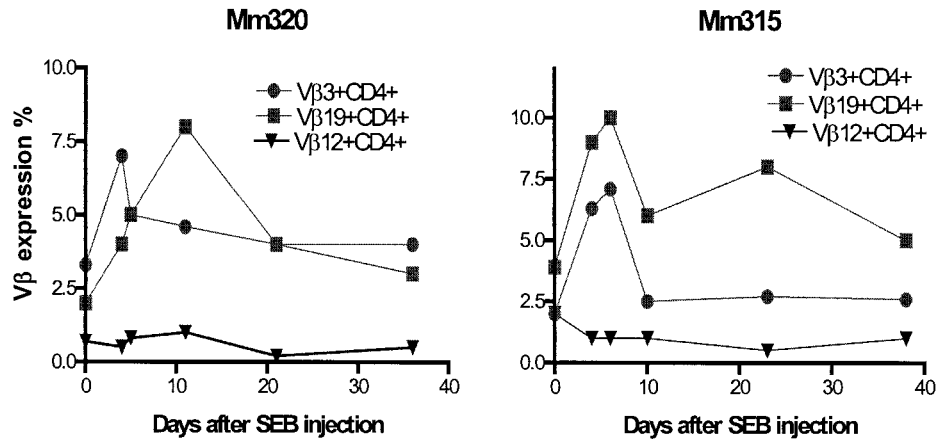 Mm320
Vβ expression %
10.0
7.5
5.0
2.5
0.0
Vβ3+CD4+
Vβ19+CD4+
Vβ12+CD4+
0 10 20 30 40
Days after SEB injection
Mm315
10.0
7.5
5.0
2.5
0.0
Vβ3+CD4+
Vβ19+CD4+
Vβ12+CD4+
0 10 20 30 40
Days after SEB injection